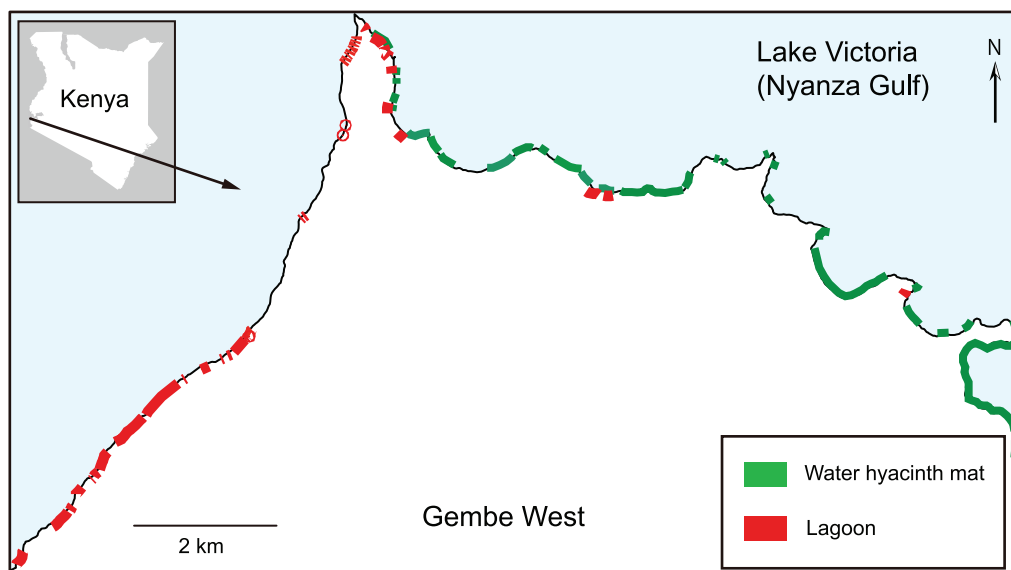 Kenya
Lake Victoria
(Nyanza Gulf)
N
Gembe West
2 km
Water hyacinth mat
Lagoon